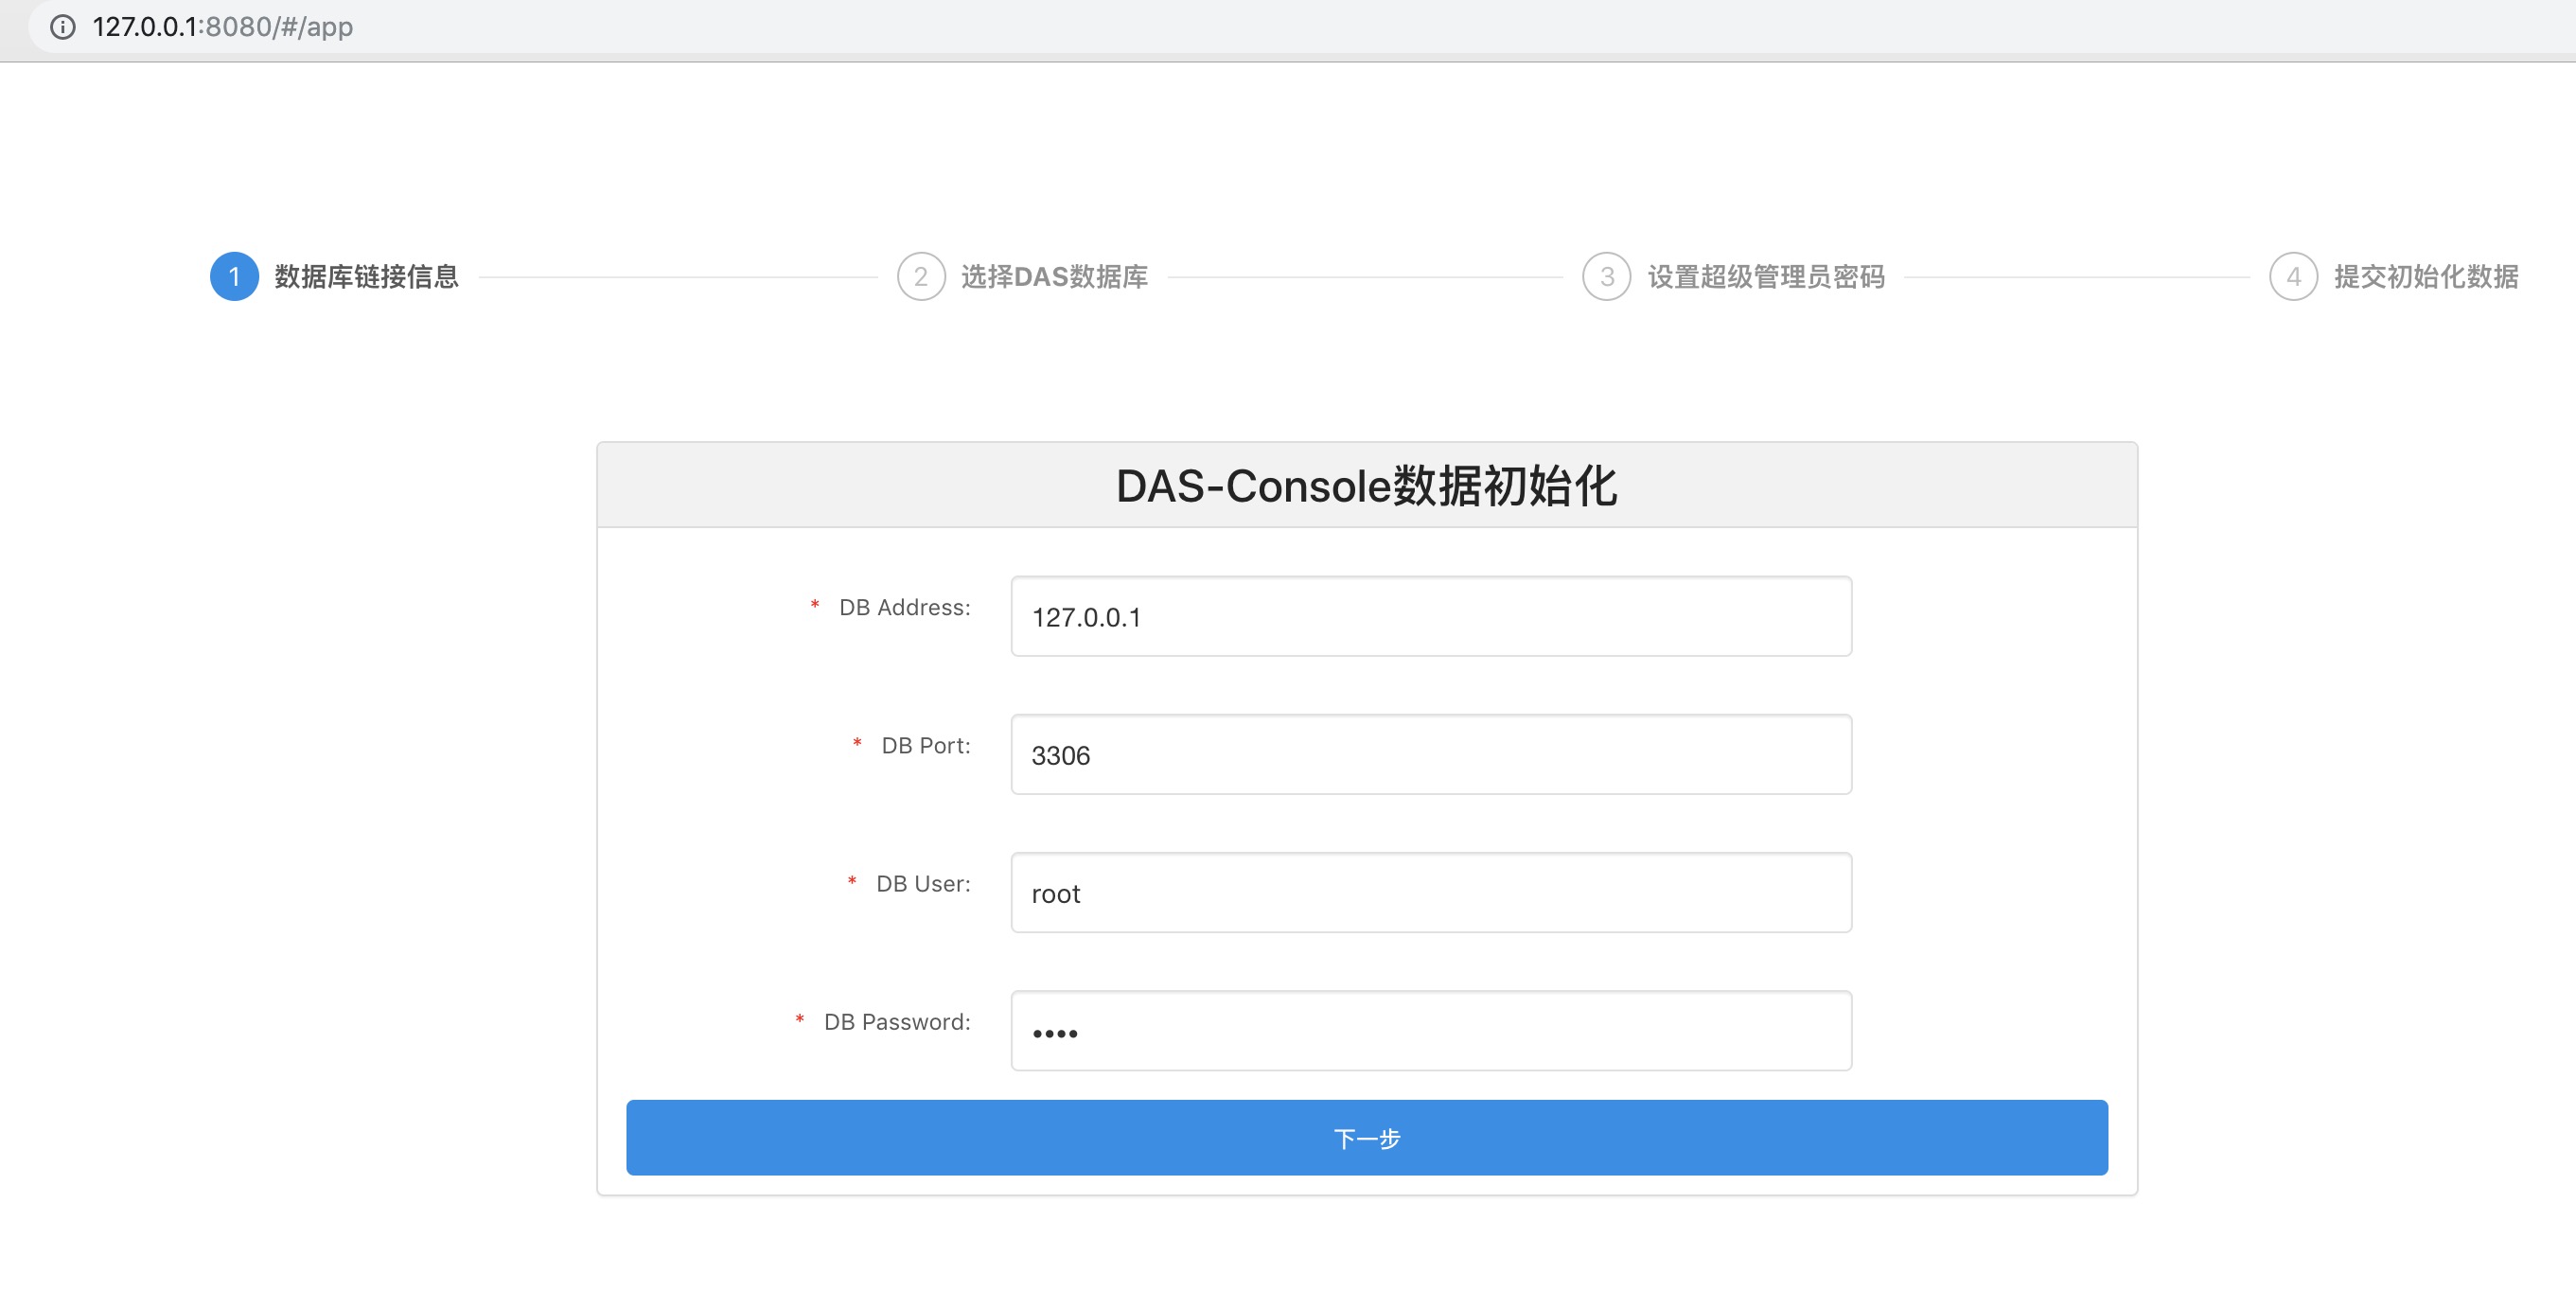 127.0.0.1:8080/#/app
1 数据库链接信息 2 选择DAS数据库 3 设置超级管理员密码 4 提交初始化数据
DAS-Console数据初始化
* DB Address: 127.0.0.1
* DB Port: 3306
* DB User: root
* DB Password: ••••
下一步